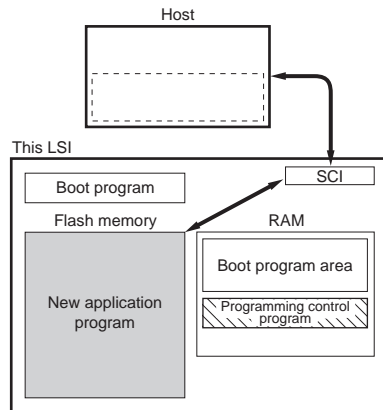 Host
This LSI
SCI
Boot program
Flash memory
RAM
New application
program
Boot program area
Programming control
program